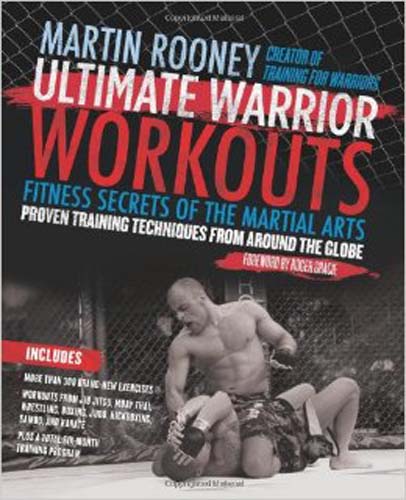 MARTIN ROONEY
CREATOR OF
TRAINING FOR WARRIORS
ULTIMATE WARRIOR
WORKOUTS
FITNESS SECRETS OF THE MARTIAL ARTS
PROVEN TRAINING TECHNIQUES FROM AROUND THE GLOBE
FOREWORD BY ROGER GRACIE
INCLUDES
MORE THAN 300 BRAND-NEW EXERCISES
WORKOUTS FROM JIU JITSU, MUAY THAI,
WRESTLING, BOXING, JUDO, KICKBOXING,
SAMBO, AND KARATE
PLUS A TOTAL SIX-MONTH
TRAINING PROGRAM